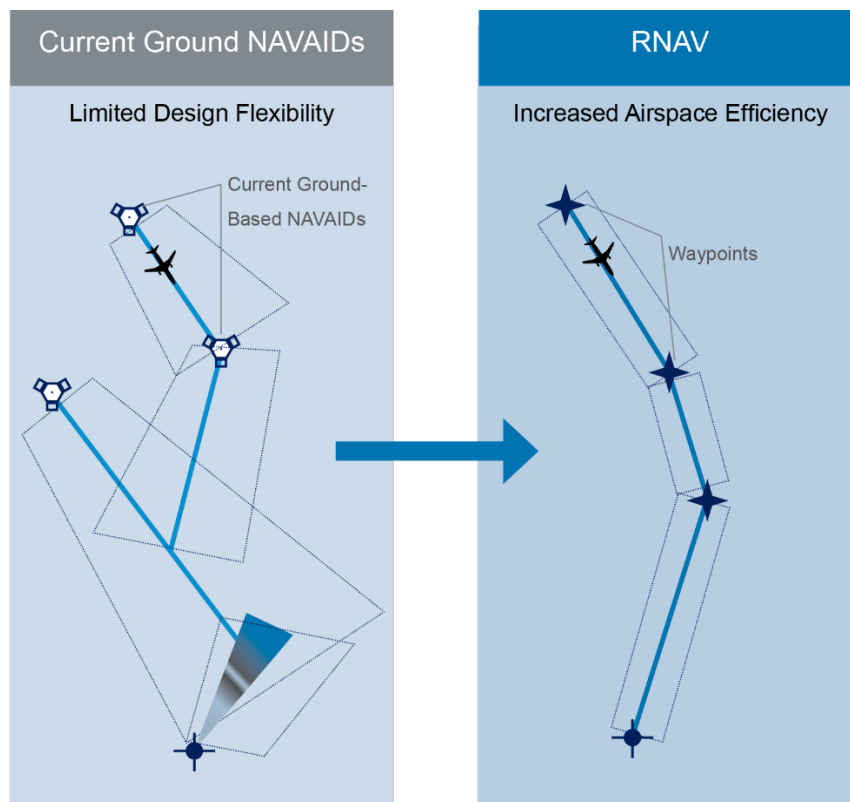 Current Ground NAVAIDs
Limited Design Flexibility
Current Ground-
Based NAVAIDs
RNAV
Increased Airspace Efficiency
Waypoints